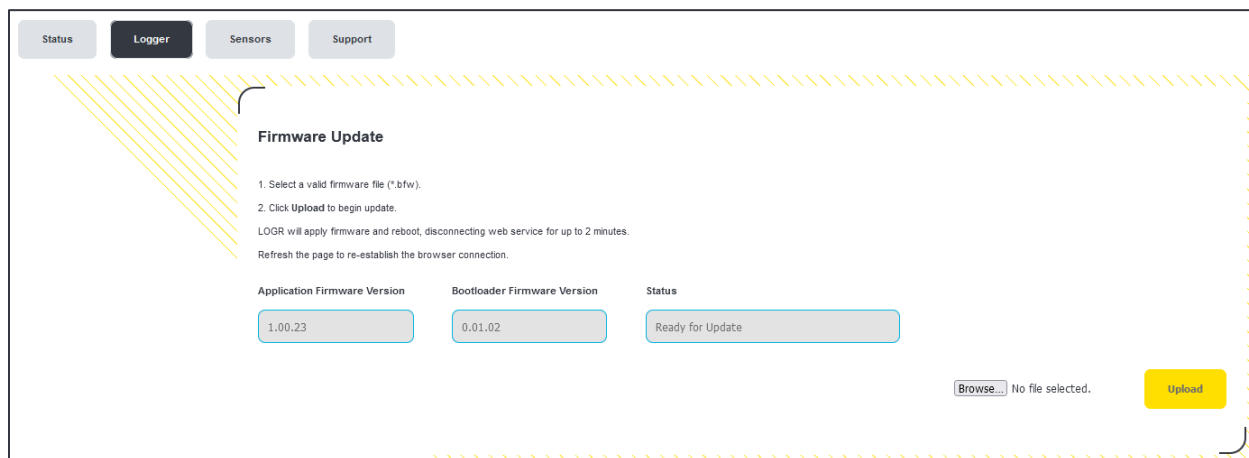 Status Logger Sensors Support
Firmware Update
1. Select a valid firmware file (*.bfw).
2. Click Upload to begin update.
LOGR will apply firmware and reboot, disconnecting web service for up to 2 minutes.
Refresh the page to re-establish the browser connection.
Application Firmware Version Bootloader Firmware Version Status
1.00.23 0.01.02 Ready for Update
Browse... No file selected. Upload